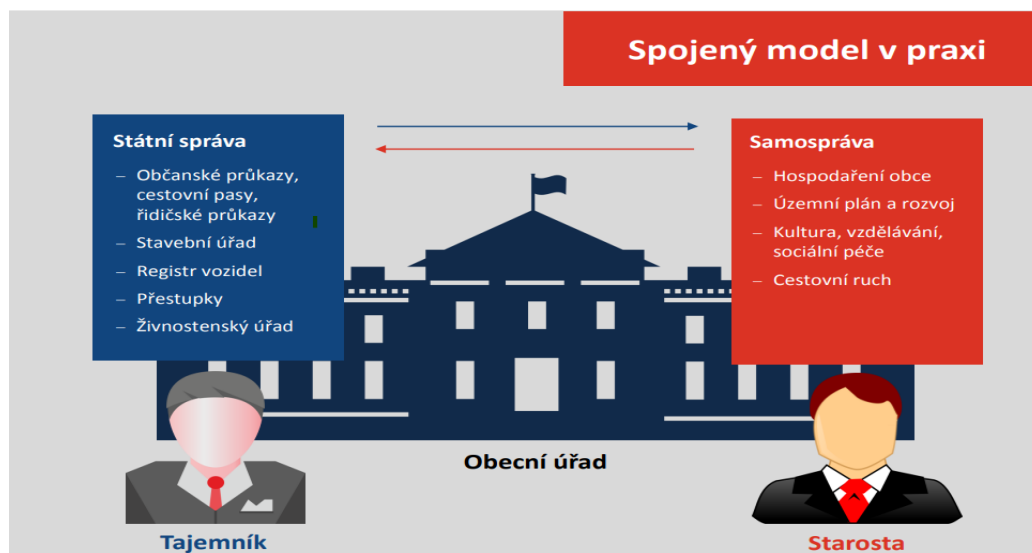 Spojený model v praxi
Státní správa
– Občanské průkazy,
cestovní pasy,
řidičské průkazy
– Stavební úřad
– Registr vozidel
– Přestupky
– Živnostenský úřad
Samospráva
– Hospodaření obce
– Územní plán a rozvoj
– Kultura, vzdělávání,
sociální péče
– Cestovní ruch
Obecní úřad
Tajemník
Starosta